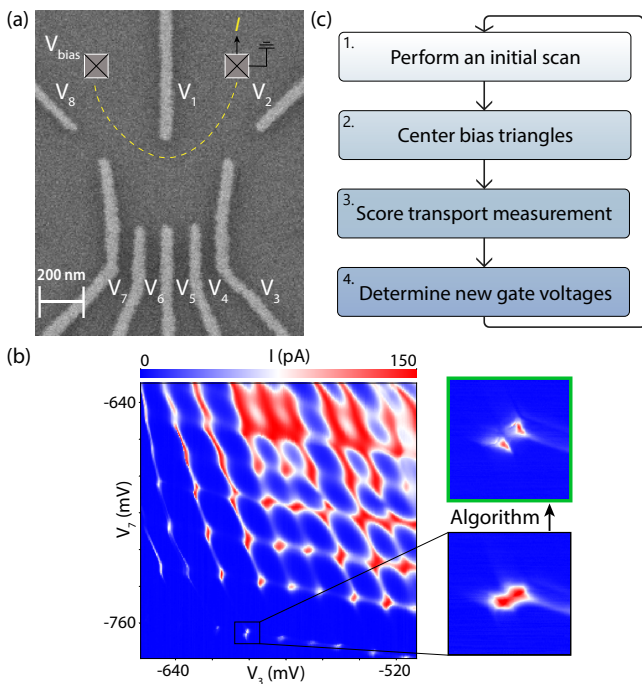 (a)
I
V_bias
V_8
V_1
V_2
200 nm
V_7
V_6
V_5
V_4
V_3
(c)
1.
Perform an initial scan
2.
Center bias triangles
3.
Score transport measurement
4.
Determine new gate voltages
(b)
0
I (pA)
150
-640
V_7 (mV)
-760
-640
V_3 (mV)
-520
Algorithm